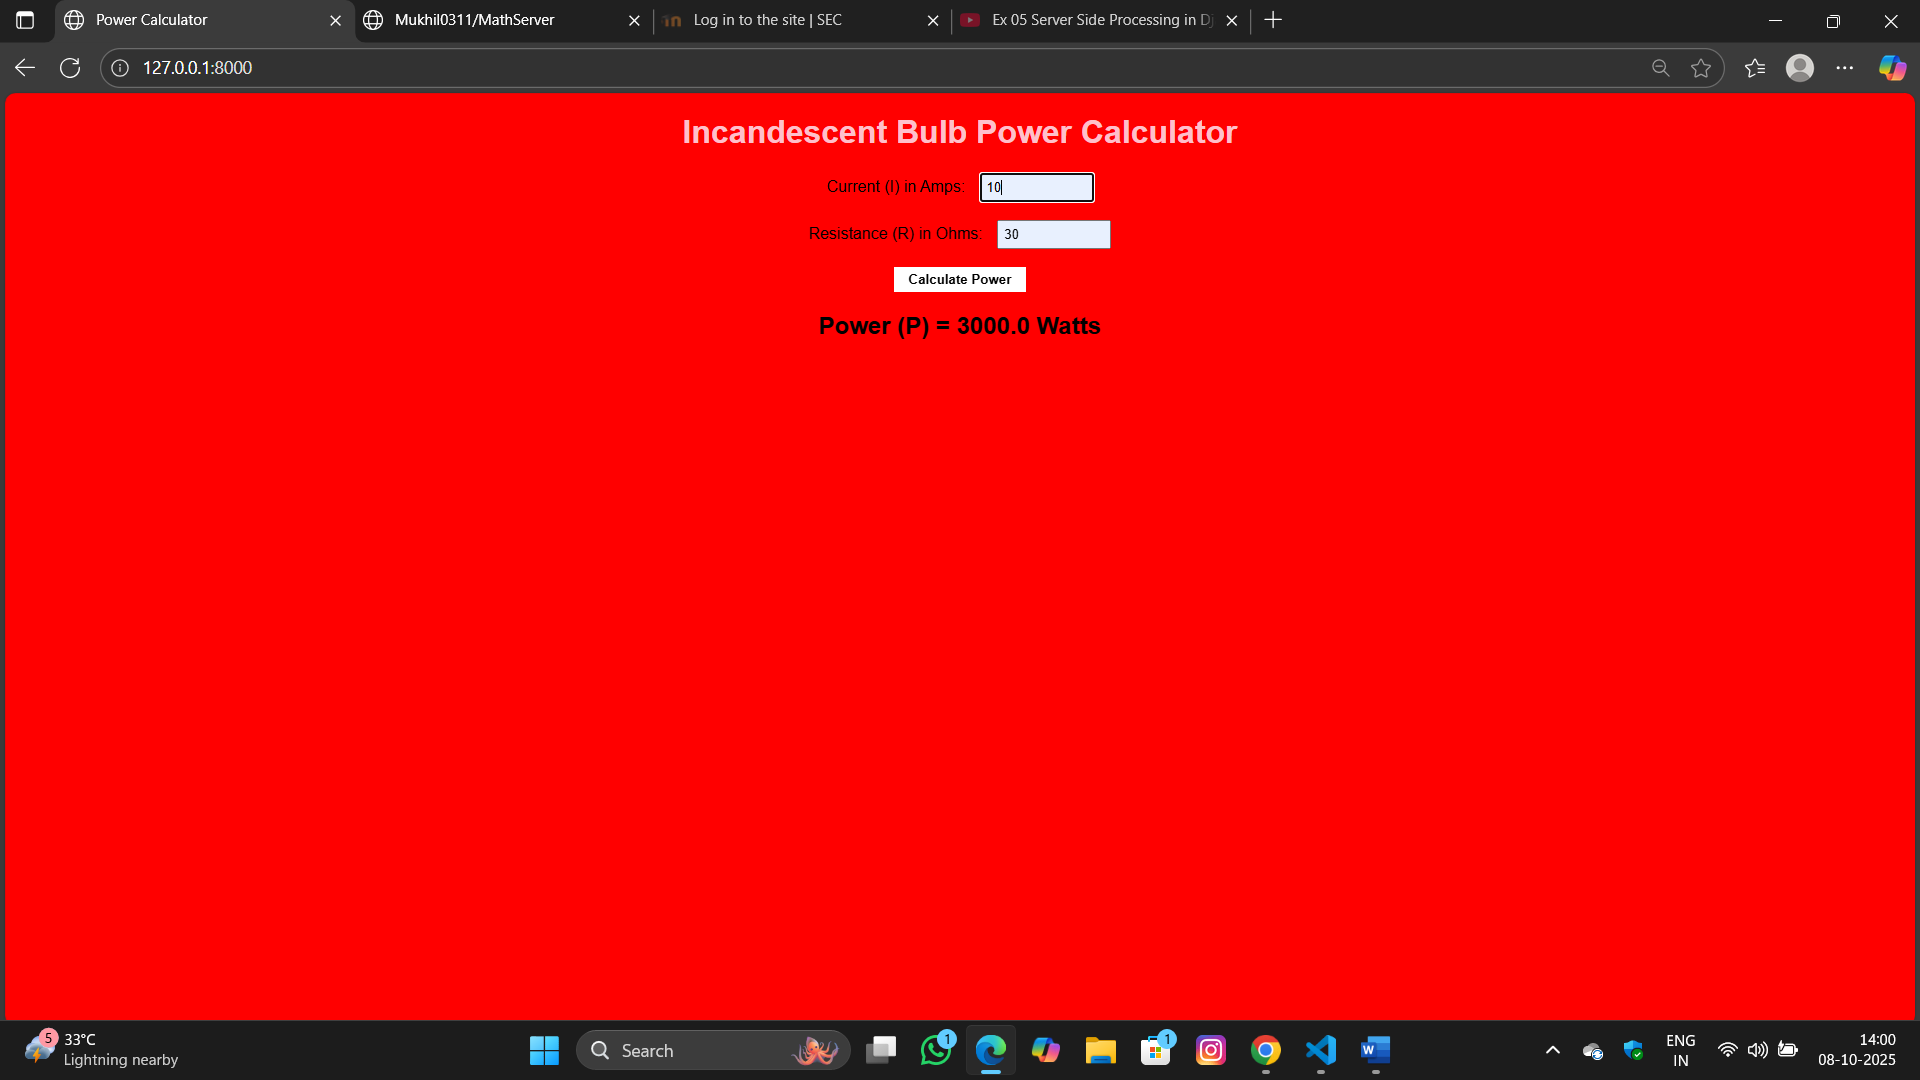 Power Calculator
Mukhil0311/MathServer
Log in to the site | SEC
Ex 05 Server Side Processing in Dj
127.0.0.1:8000
Incandescent Bulb Power Calculator
Current (I) in Amps: 10
Resistance (R) in Ohms: 30
Calculate Power
Power (P) = 3000.0 Watts
5
33°C
Lightning nearby
Search
1
1
W
ENG
IN
14:00
08-10-2025